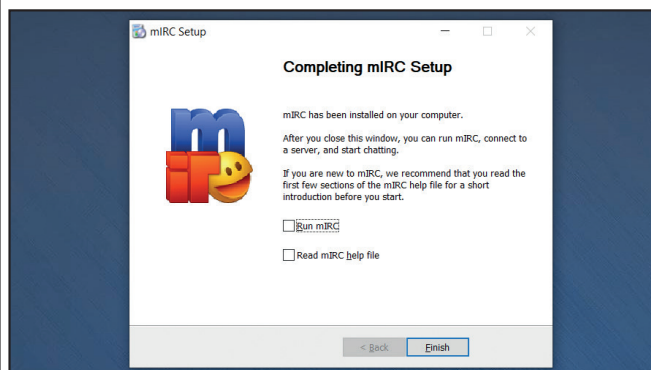 mIRC Setup
Completing mIRC Setup
mIRC has been installed on your computer.
After you close this window, you can run mIRC, connect to
a server, and start chatting.
If you are new to mIRC, we recommend that you read the
first few sections of the mIRC help file for a short
introduction before you start.
Run mIRC
Read mIRC help file
< Back Finish